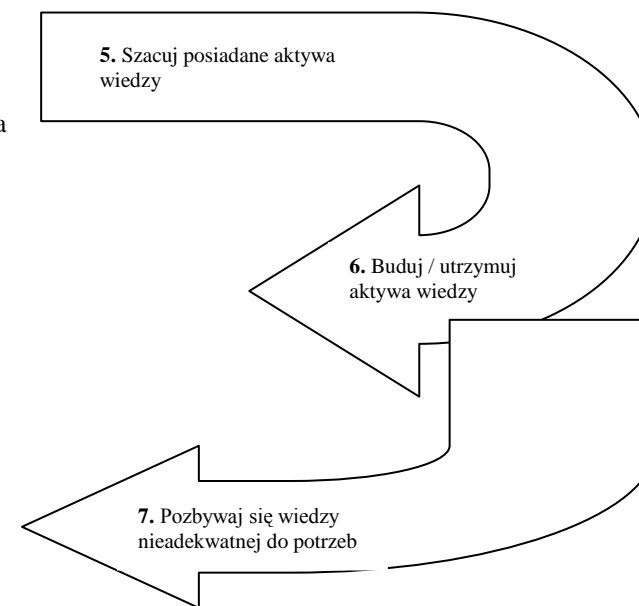 5. Szacuj posiadane aktywa
wiedzy
a
6. Buduj / utrzymuj
aktywa wiedzy
7. Pozbywaj się wiedzy
nieadekwatnej do potrzeb